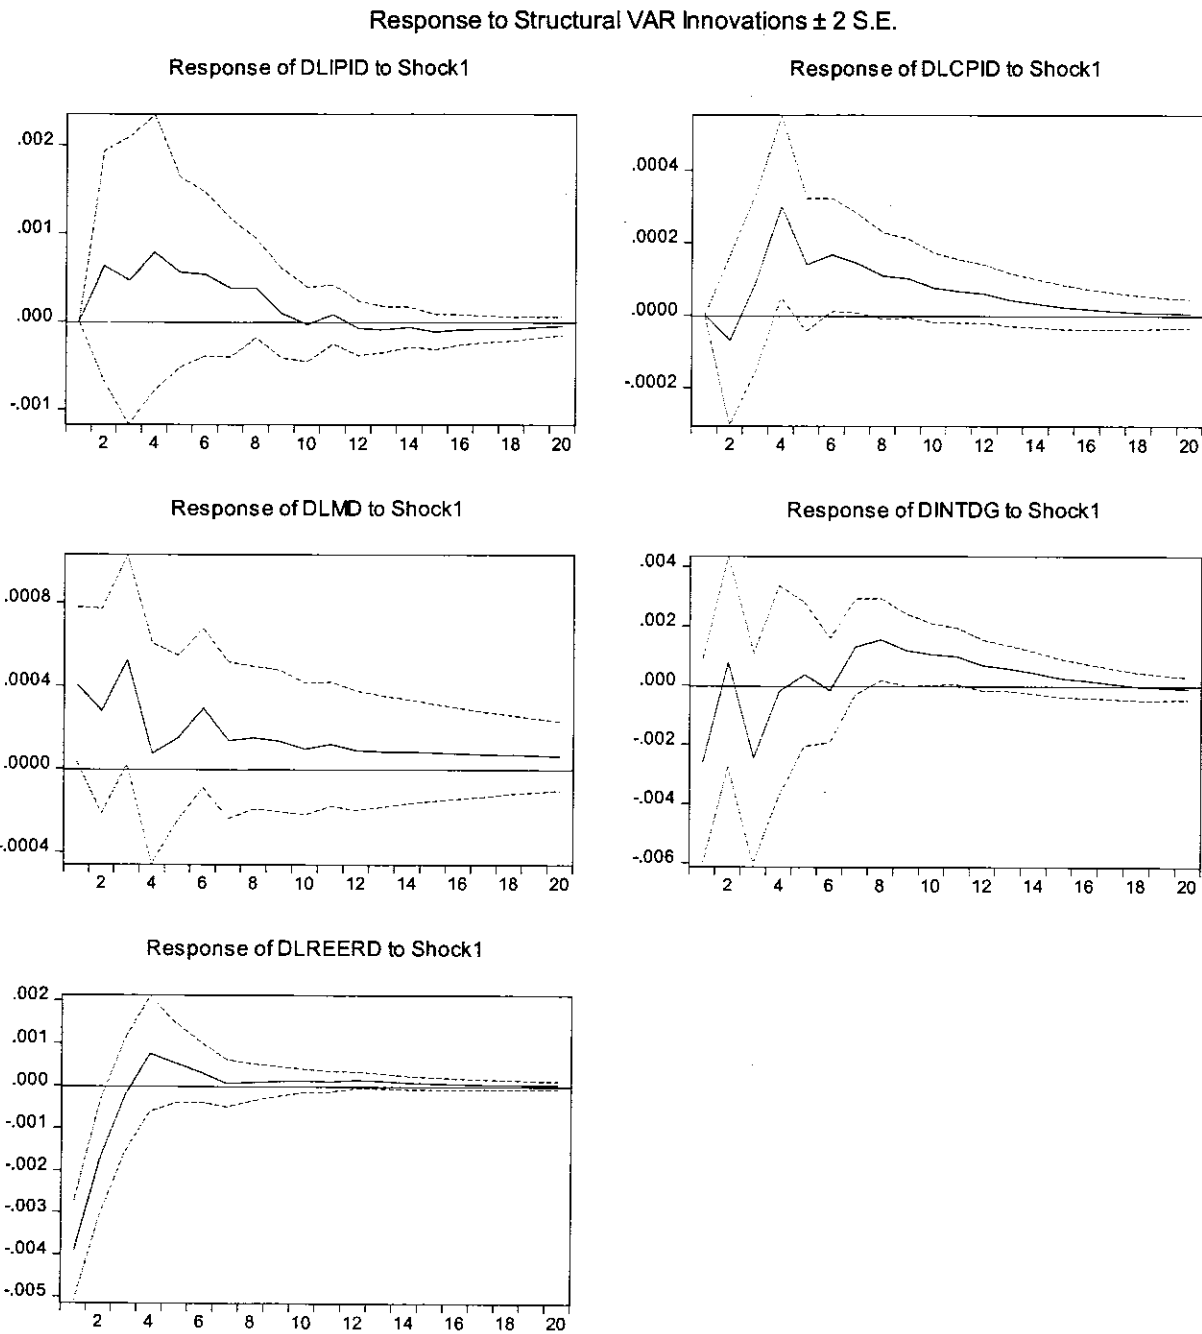 Response to Structural VAR Innovations ± 2 S.E.
Response of DLIPID to Shock1
.002
.001
.000
-.001
2 4 6 8 10 12 14 16 18 20
Response of DLCPID to Shock1
.0004
.0002
.0000
-.0002
2 4 6 8 10 12 14 16 18 20
Response of DLMD to Shock1
.0008
.0004
.0000
-.0004
2 4 6 8 10 12 14 16 18 20
Response of DINTDG to Shock1
.004
.002
.000
-.002
-.004
-.006
2 4 6 8 10 12 14 16 18 20
Response of DLREERD to Shock1
.002
.001
.000
-.001
-.002
-.003
-.004
-.005
2 4 6 8 10 12 14 16 18 20